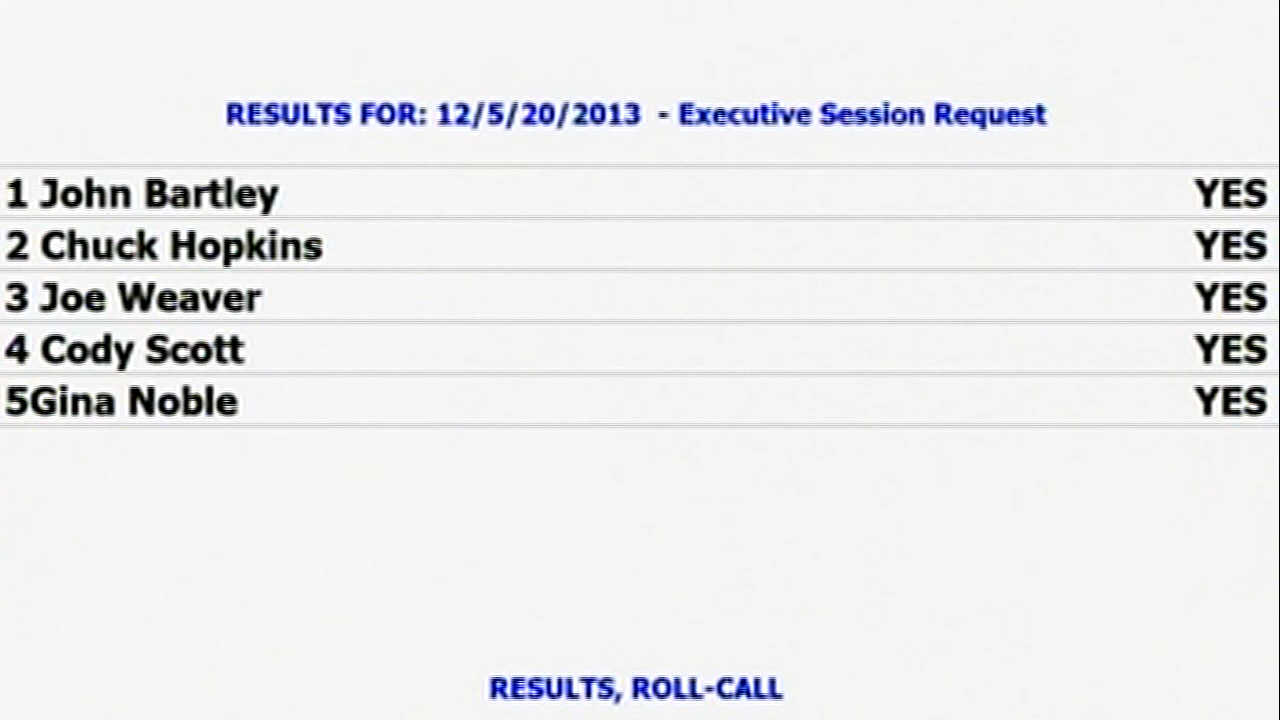 RESULTS FOR: 12/5/20/2013 - Executive Session Request
1 John Bartley YES
2 Chuck Hopkins YES
3 Joe Weaver YES
4 Cody Scott YES
5Gina Noble YES
RESULTS, ROLL-CALL